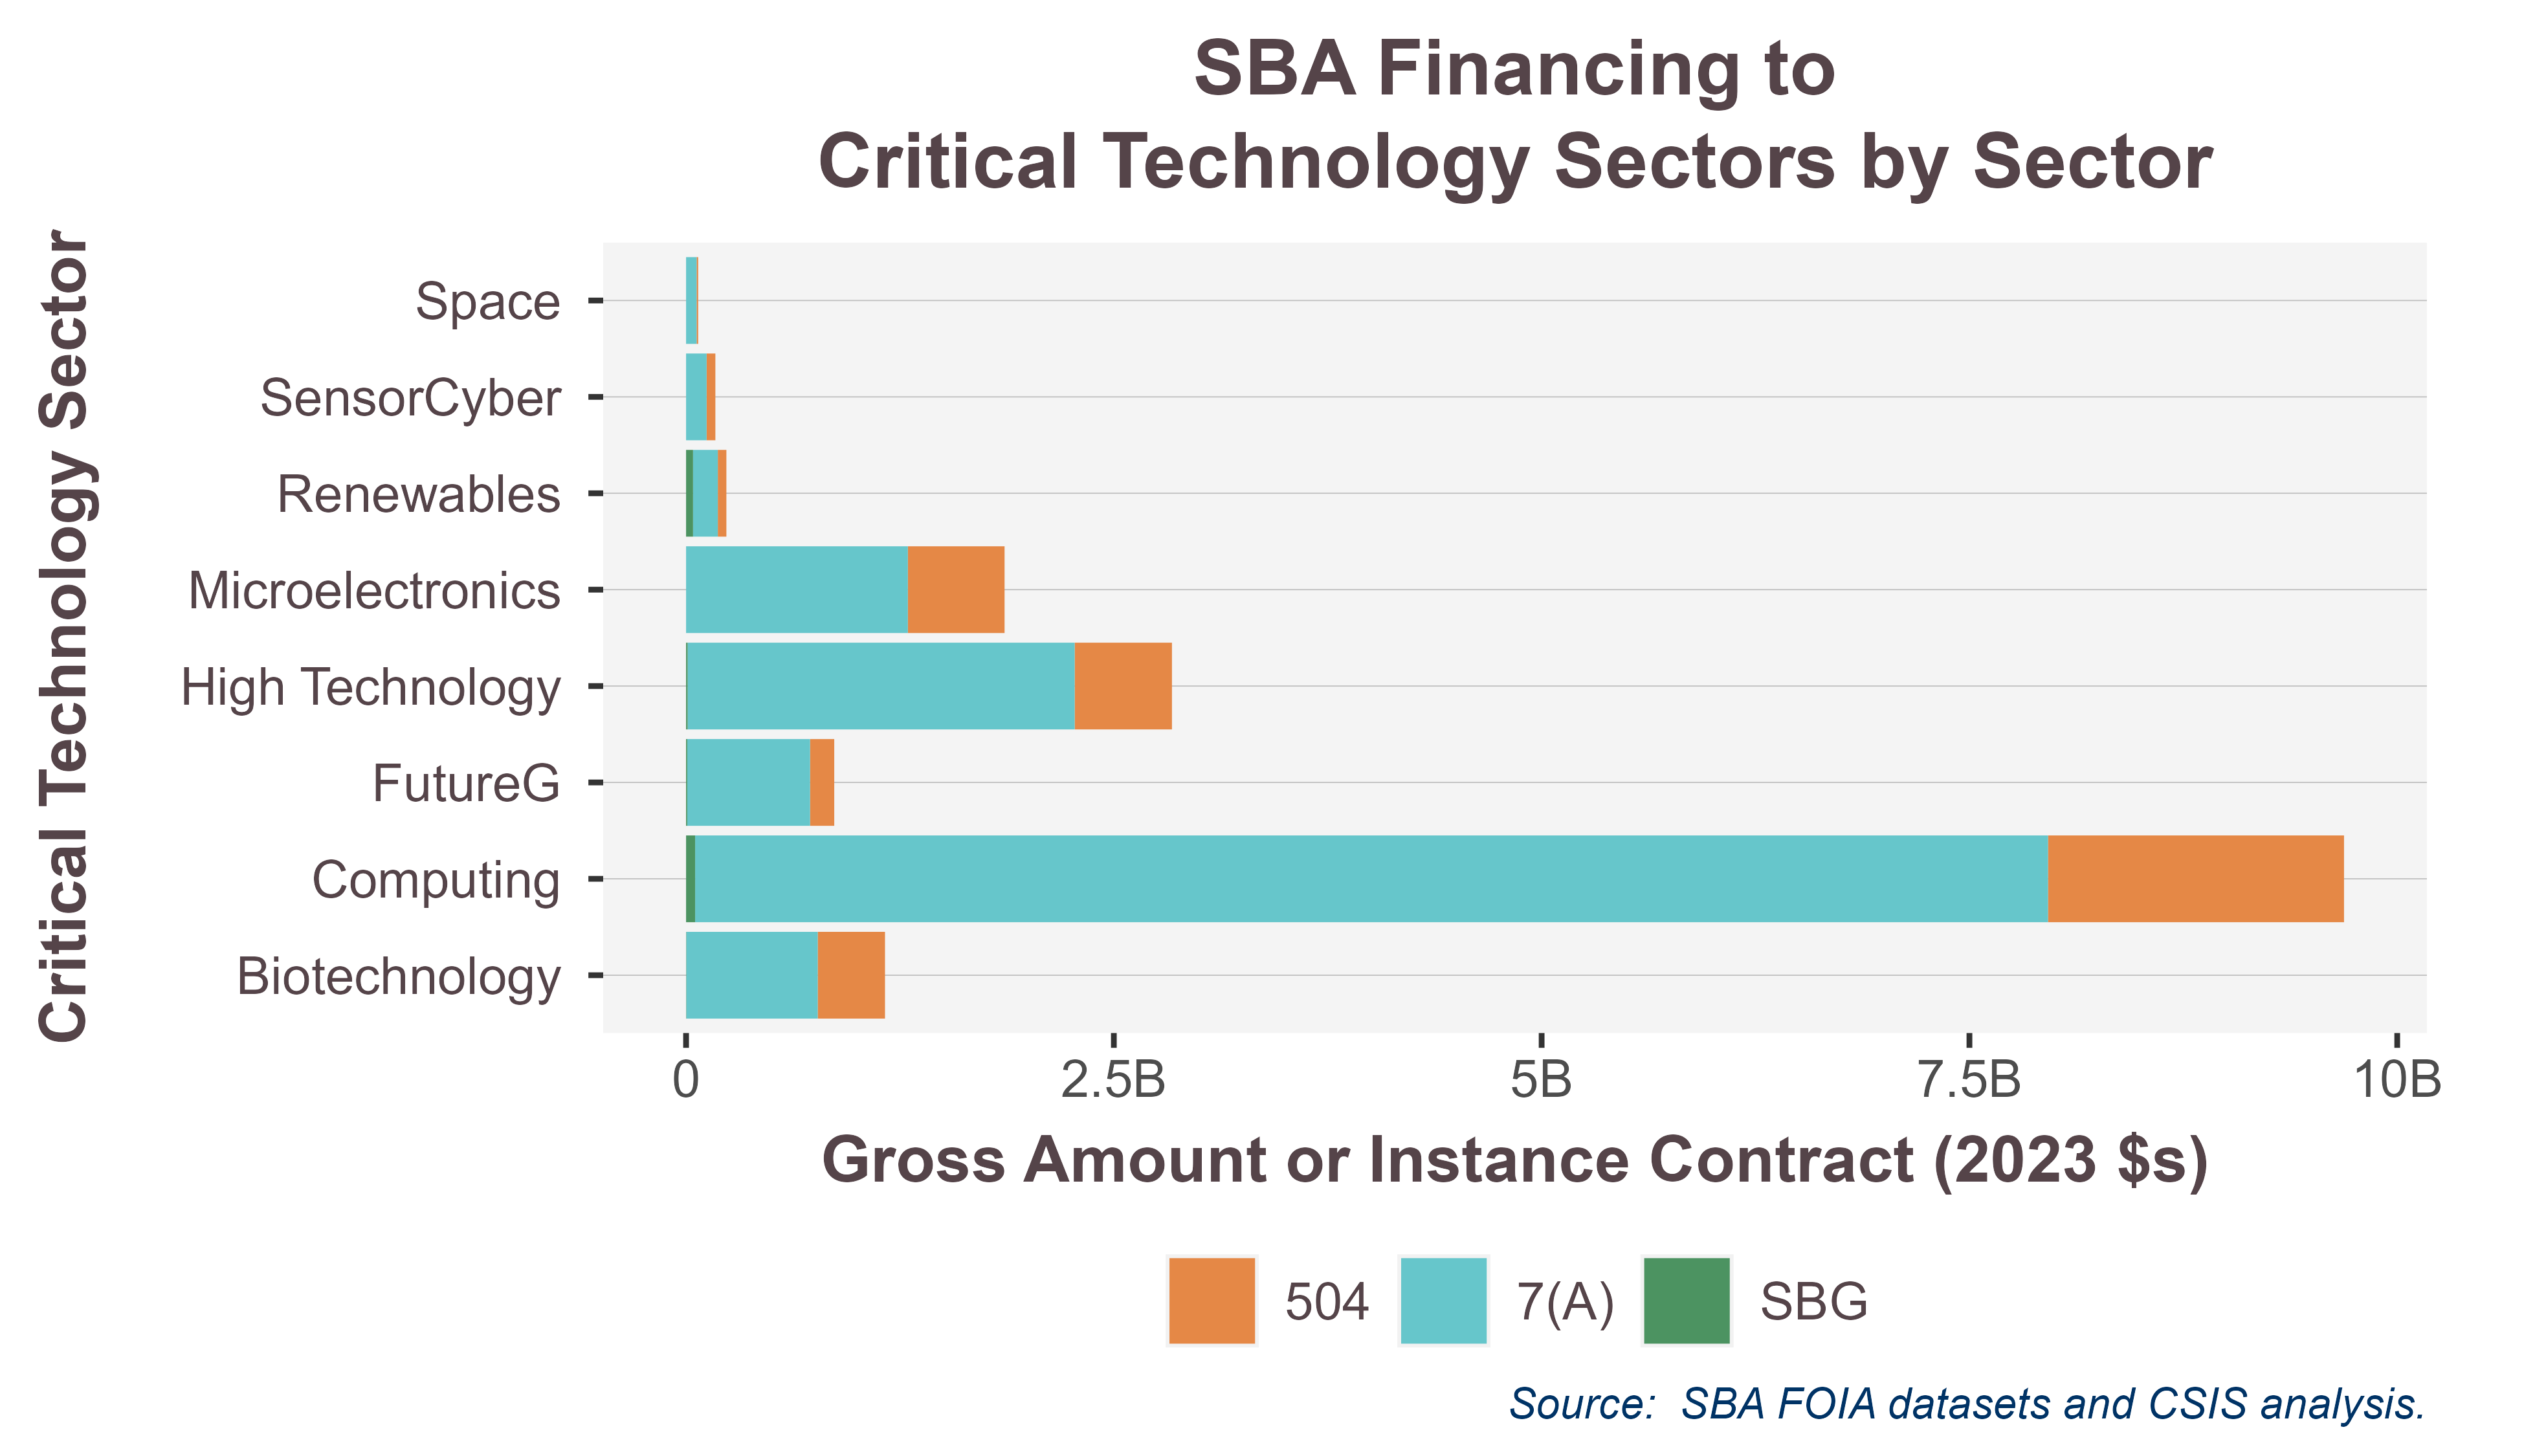 SBA Financing to
Critical Technology Sectors by Sector
Critical Technology Sector
Space
SensorCyber
Renewables
Microelectronics
High Technology
FutureG
Computing
Biotechnology
0 2.5B 5B 7.5B 10B
Gross Amount or Instance Contract (2023 $s)
504 7(A) SBG
Source:  SBA FOIA datasets and CSIS analysis.